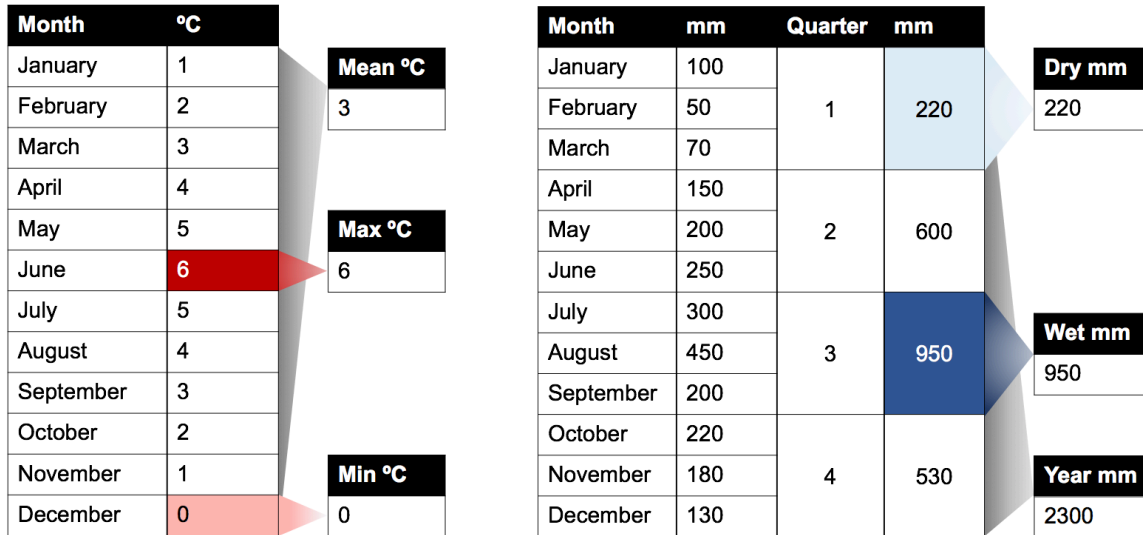 Month ºC
January 1
February 2
March 3
April 4
May 5
June 6
July 5
August 4
September 3
October 2
November 1
December 0
Mean ºC
3
Max ºC
6
Min ºC
0
Month mm Quarter mm
January 100
February 50
March 70
1 220
April 150
May 200
June 250
2 600
July 300
August 450
September 200
3 950
October 220
November 180
December 130
4 530
Dry mm
220
Wet mm
950
Year mm
2300